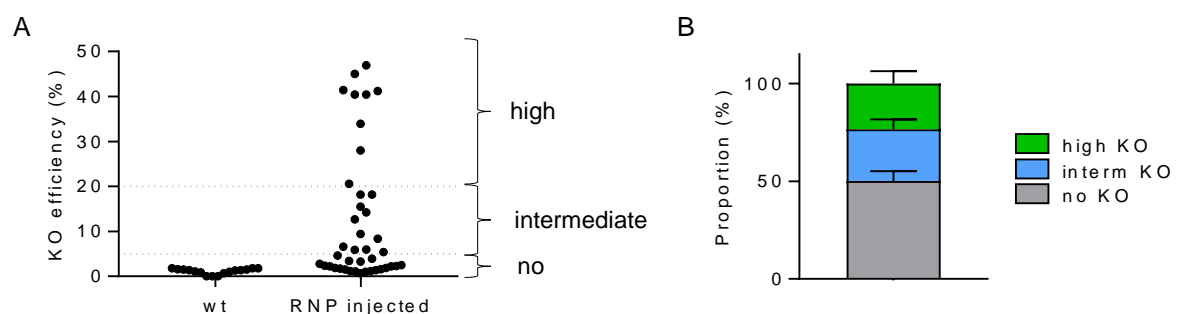 A
KO efficiency (%)
50
40
30
20
10
0
wt
RNP injected
high
intermediate
no
B
Proportion (%)
100
50
0
high KO
interm KO
no KO